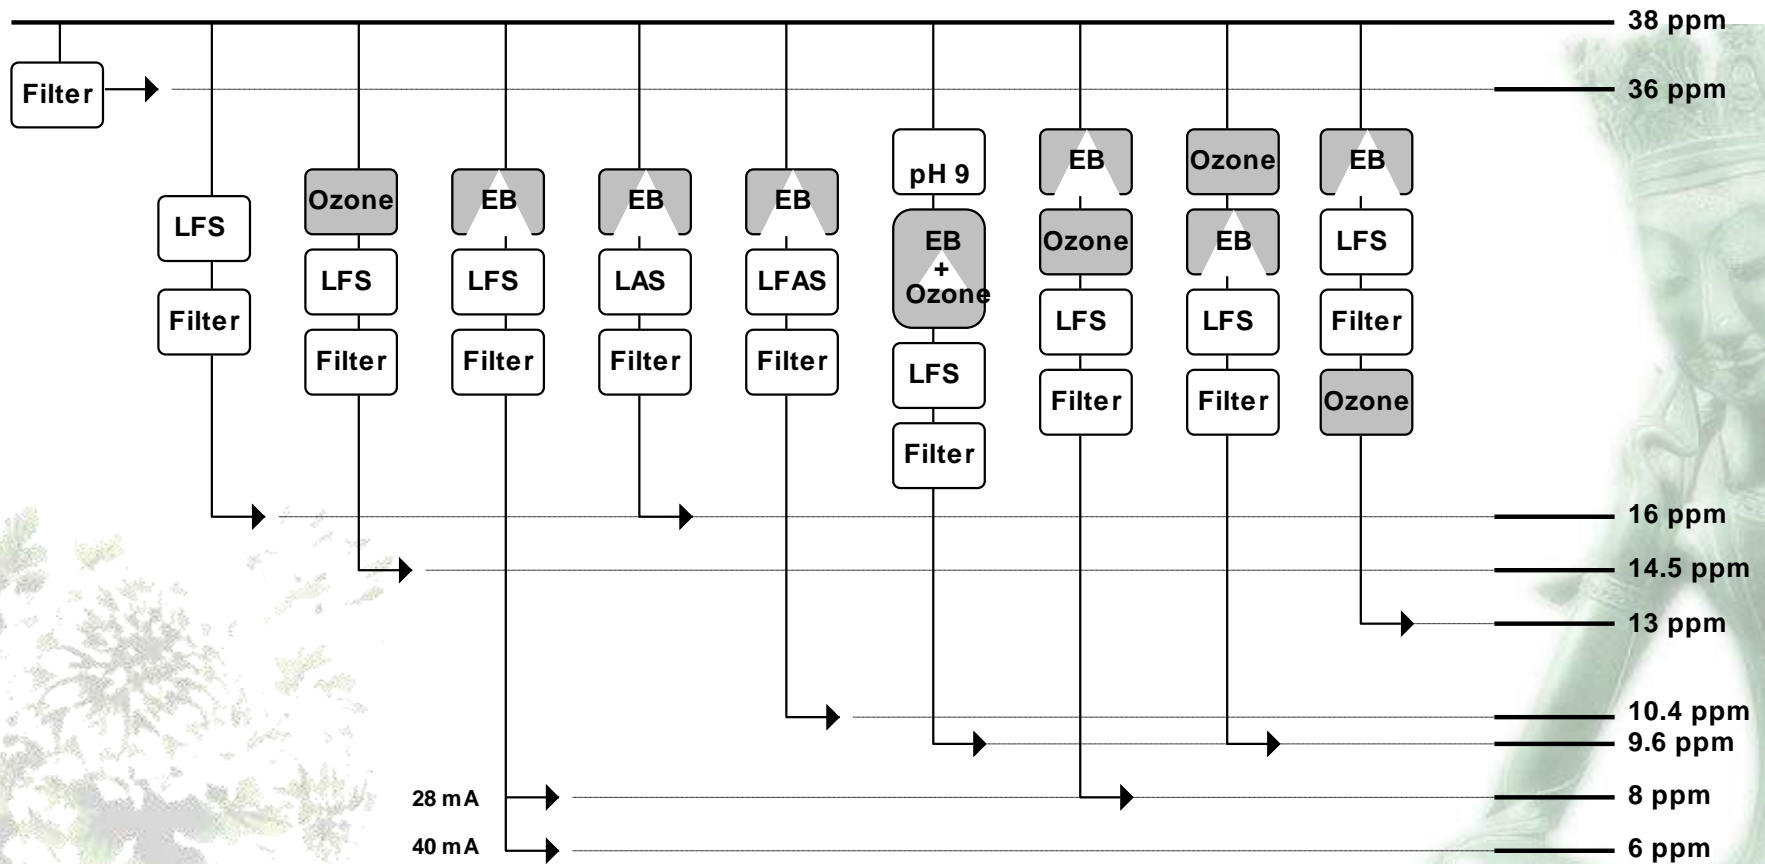 38 ppm
Filter
36 ppm
pH 9
EB
Ozone
EB
Ozone
EB
EB
EB
LFS
EB
+
Ozone
Ozone
EB
LFS
LFS
LFS
LAS
LFAS
Filter
LFS
LFS
Filter
Filter
Filter
Filter
Filter
LFS
Filter
Filter
Ozone
Filter
16 ppm
14.5 ppm
13 ppm
10.4 ppm
9.6 ppm
28 mA
8 ppm
40 mA
6 ppm